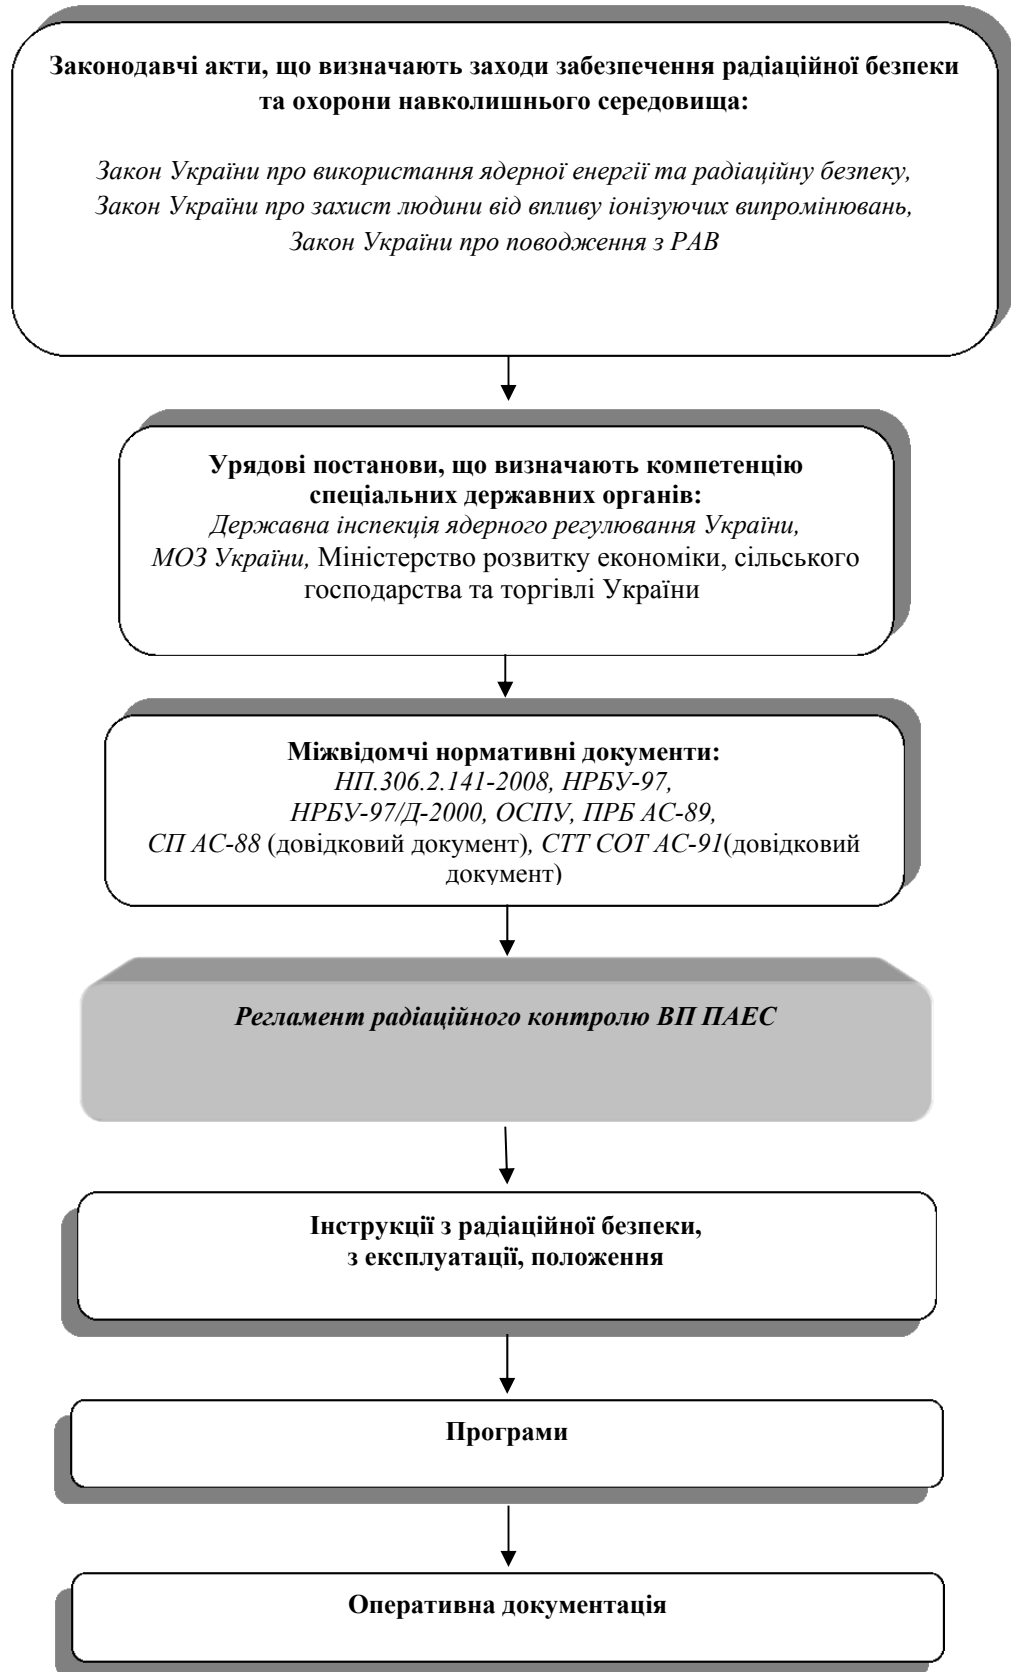 Законодавчі акти, що визначають заходи забезпечення радіаційної безпеки
та охорони навколишнього середовища:
Закон України про використання ядерної енергії та радіаційну безпеку,
Закон України про захист людини від впливу іонізуючих випромінювань,
Закон України про поводження з РАВ
Урядові постанови, що визначають компетенцію
спеціальних державних органів:
Державна інспекція ядерного регулювання України,
МОЗ України, Міністерство розвитку економіки, сільського
господарства та торгівлі України
Міжвідомчі нормативні документи:
НП.306.2.141-2008, НРБУ-97,
НРБУ-97/Д-2000, ОСПУ, ПРБ АС-89,
СП АС-88 (довідковий документ), СТТ СОТ АС-91(довідковий
документ)
Регламент радіаційного контролю ВП ПАЕС
Інструкції з радіаційної безпеки,
з експлуатації, положення
Програми
Оперативна документація